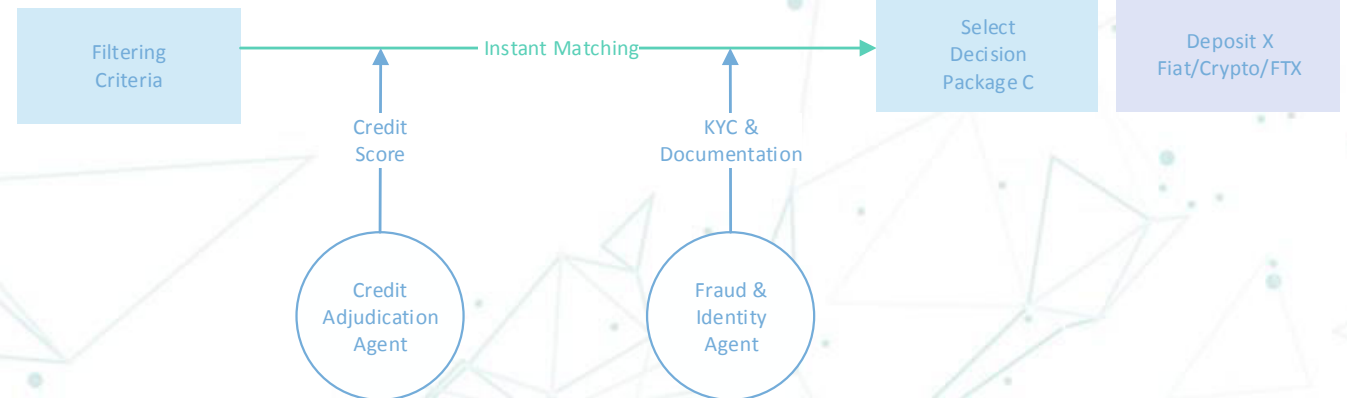 Filtering
Criteria
Instant Matching
Select
Decision
Package C
Deposit X
Fiat/Crypto/FTX
Credit
Score
KYC &
Documentation
Credit
Adjudication
Agent
Fraud &
Identity
Agent